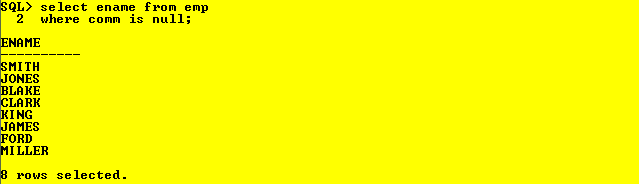 SQL> select ename from emp
  2  where comm is null;
ENAME
----------
SMITH
JONES
BLAKE
CLARK
KING
JAMES
FORD
MILLER
8 rows selected.